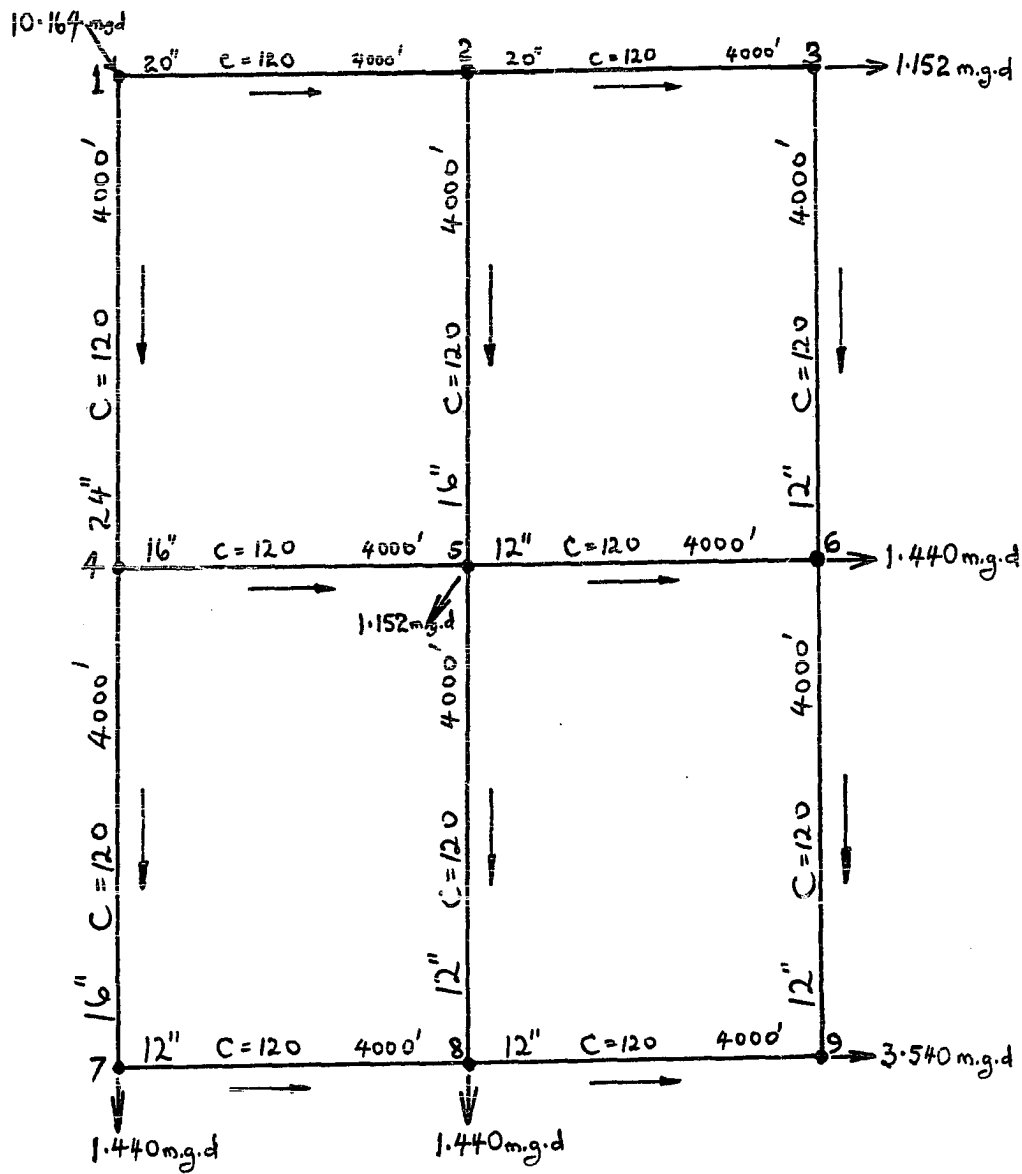 10.164 mgd
1 20" C=120 4000' 2 20" C=120 4000' 3 1.152 m.g.d
4000' 4000' 4000'
C=120 C=120 C=120
24" 16" 12"
4 16" C=120 4000' 5 12" C=120 4000' 6 1.440 m.g.d
1.152 m.g.d
4000' 4000' 4000'
C=120 C=120 C=120
16" 12" 12"
7 12" C=120 4000' 8 12" C=120 4000' 9 3.540 m.g.d
1.440 m.g.d 1.440 m.g.d